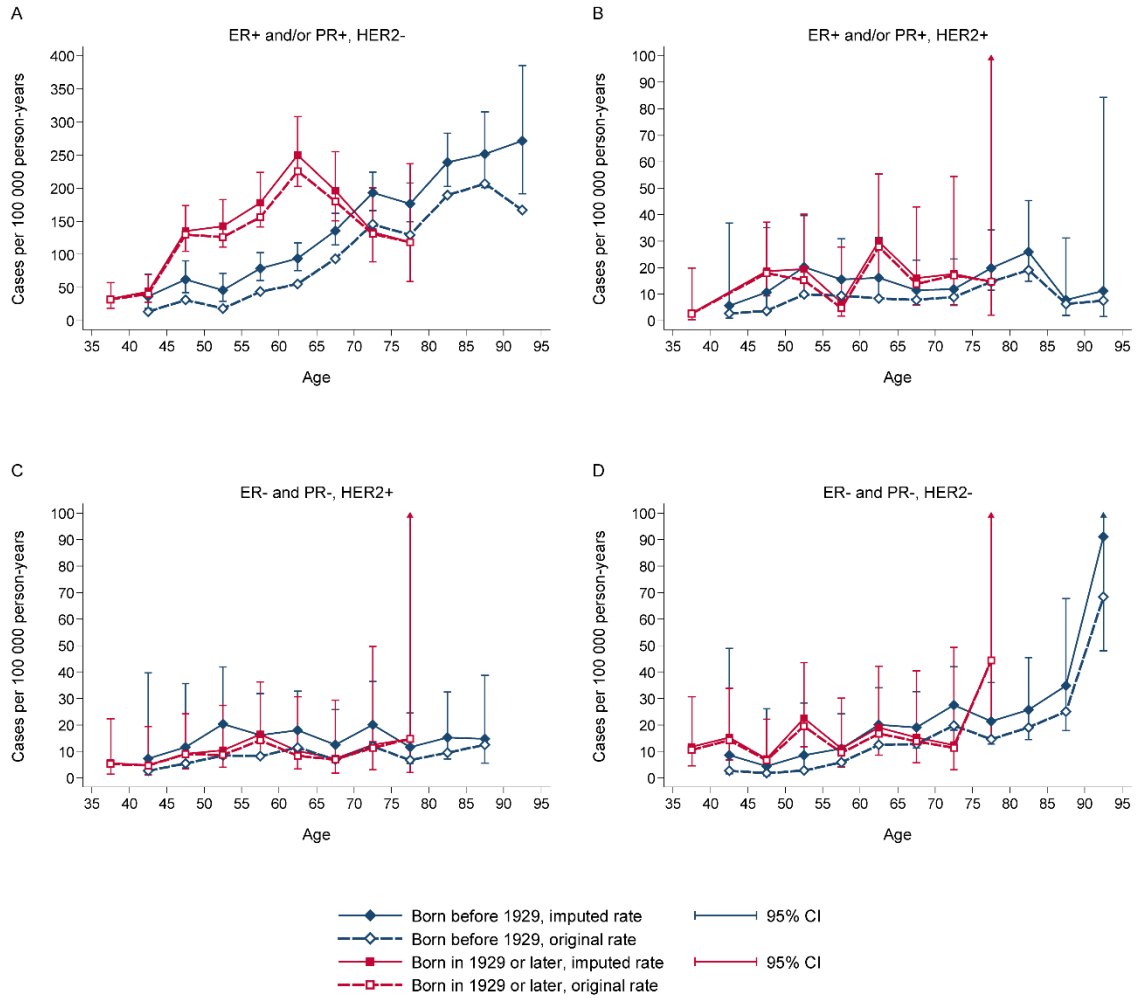 A
ER+ and/or PR+, HER2-
Cases per 100 000 person-years
400
350
300
250
200
150
100
50
0
35 40 45 50 55 60 65 70 75 80 85 90 95
Age
B
ER+ and/or PR+, HER2+
Cases per 100 000 person-years
100
90
80
70
60
50
40
30
20
10
0
35 40 45 50 55 60 65 70 75 80 85 90 95
Age
C
ER- and PR-, HER2+
Cases per 100 000 person-years
100
90
80
70
60
50
40
30
20
10
0
35 40 45 50 55 60 65 70 75 80 85 90 95
Age
D
ER- and PR-, HER2-
Cases per 100 000 person-years
100
90
80
70
60
50
40
30
20
10
0
35 40 45 50 55 60 65 70 75 80 85 90 95
Age
Born before 1929, imputed rate 95% CI
Born before 1929, original rate
Born in 1929 or later, imputed rate 95% CI
Born in 1929 or later, original rate